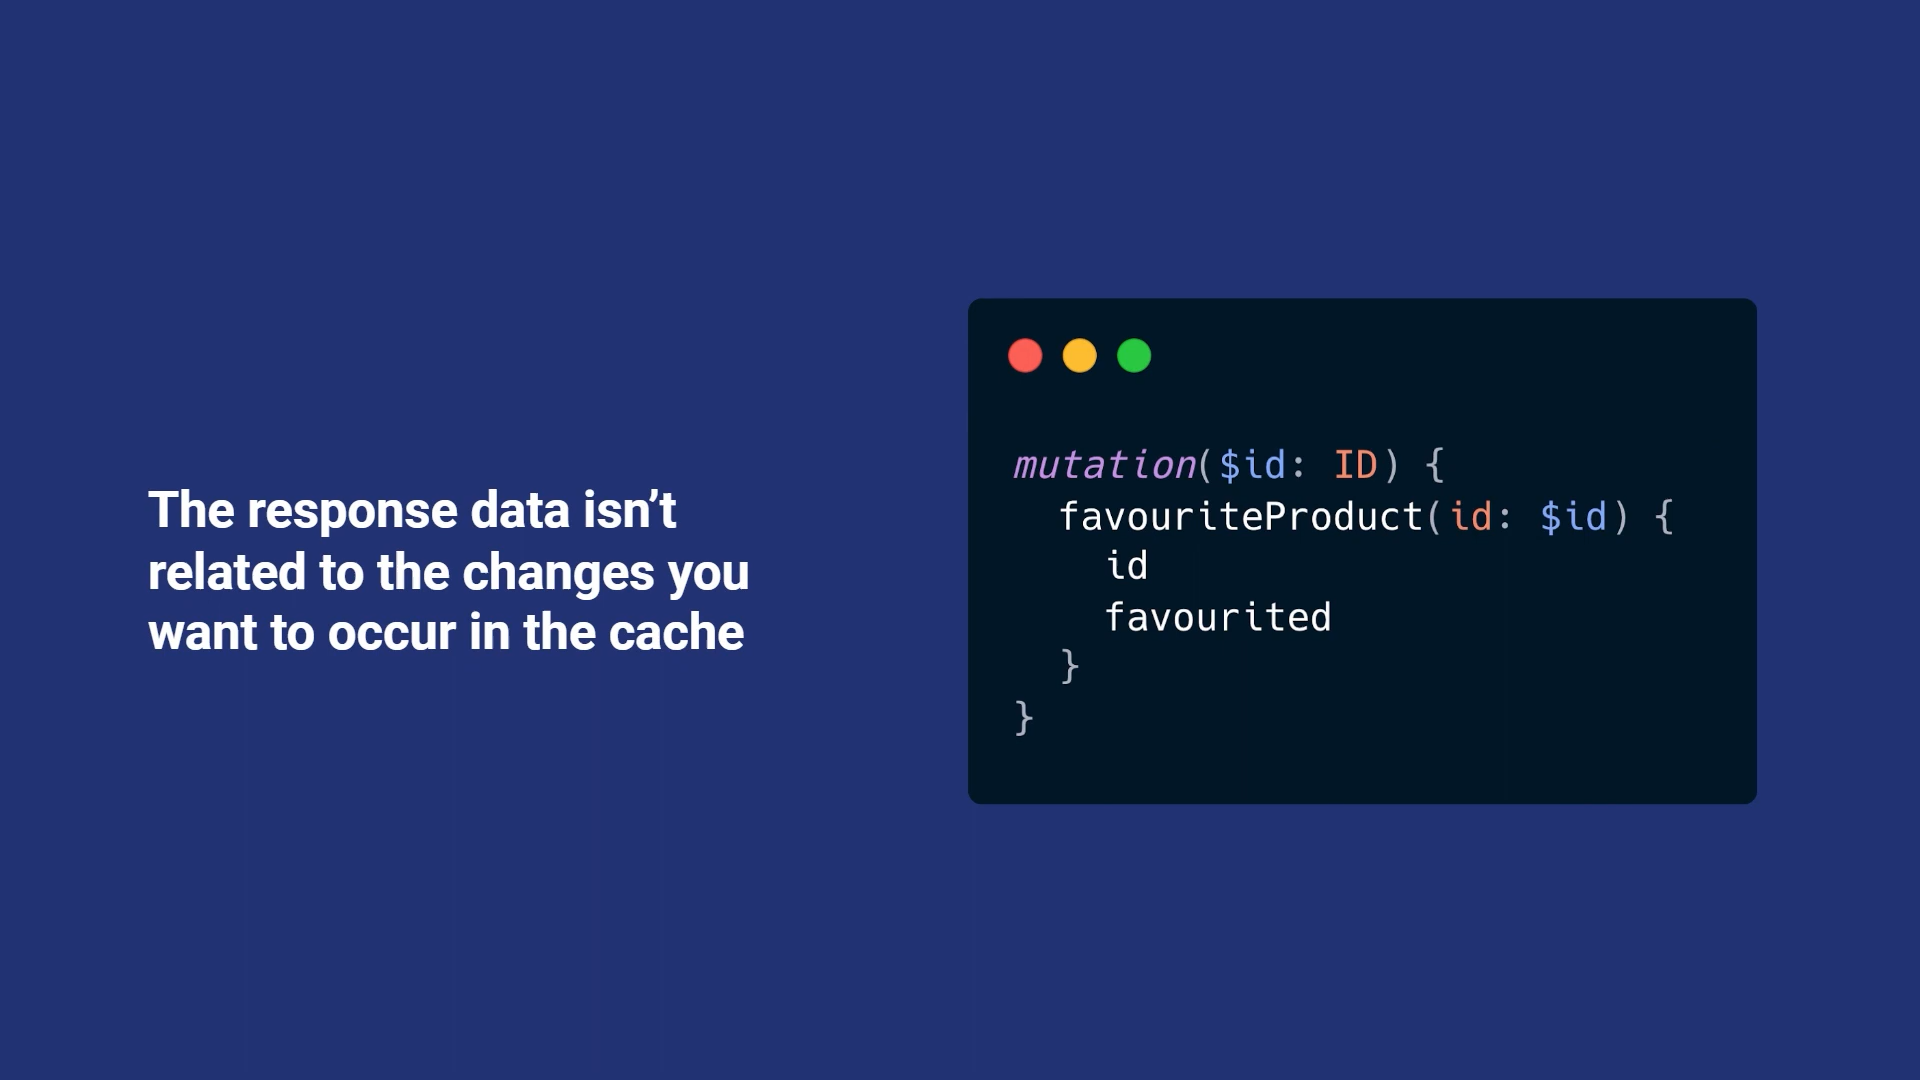 The response data isn’t
related to the changes you
want to occur in the cache
mutation($id: ID) {
  favouriteProduct(id: $id) {
    id
    favourited
  }
}